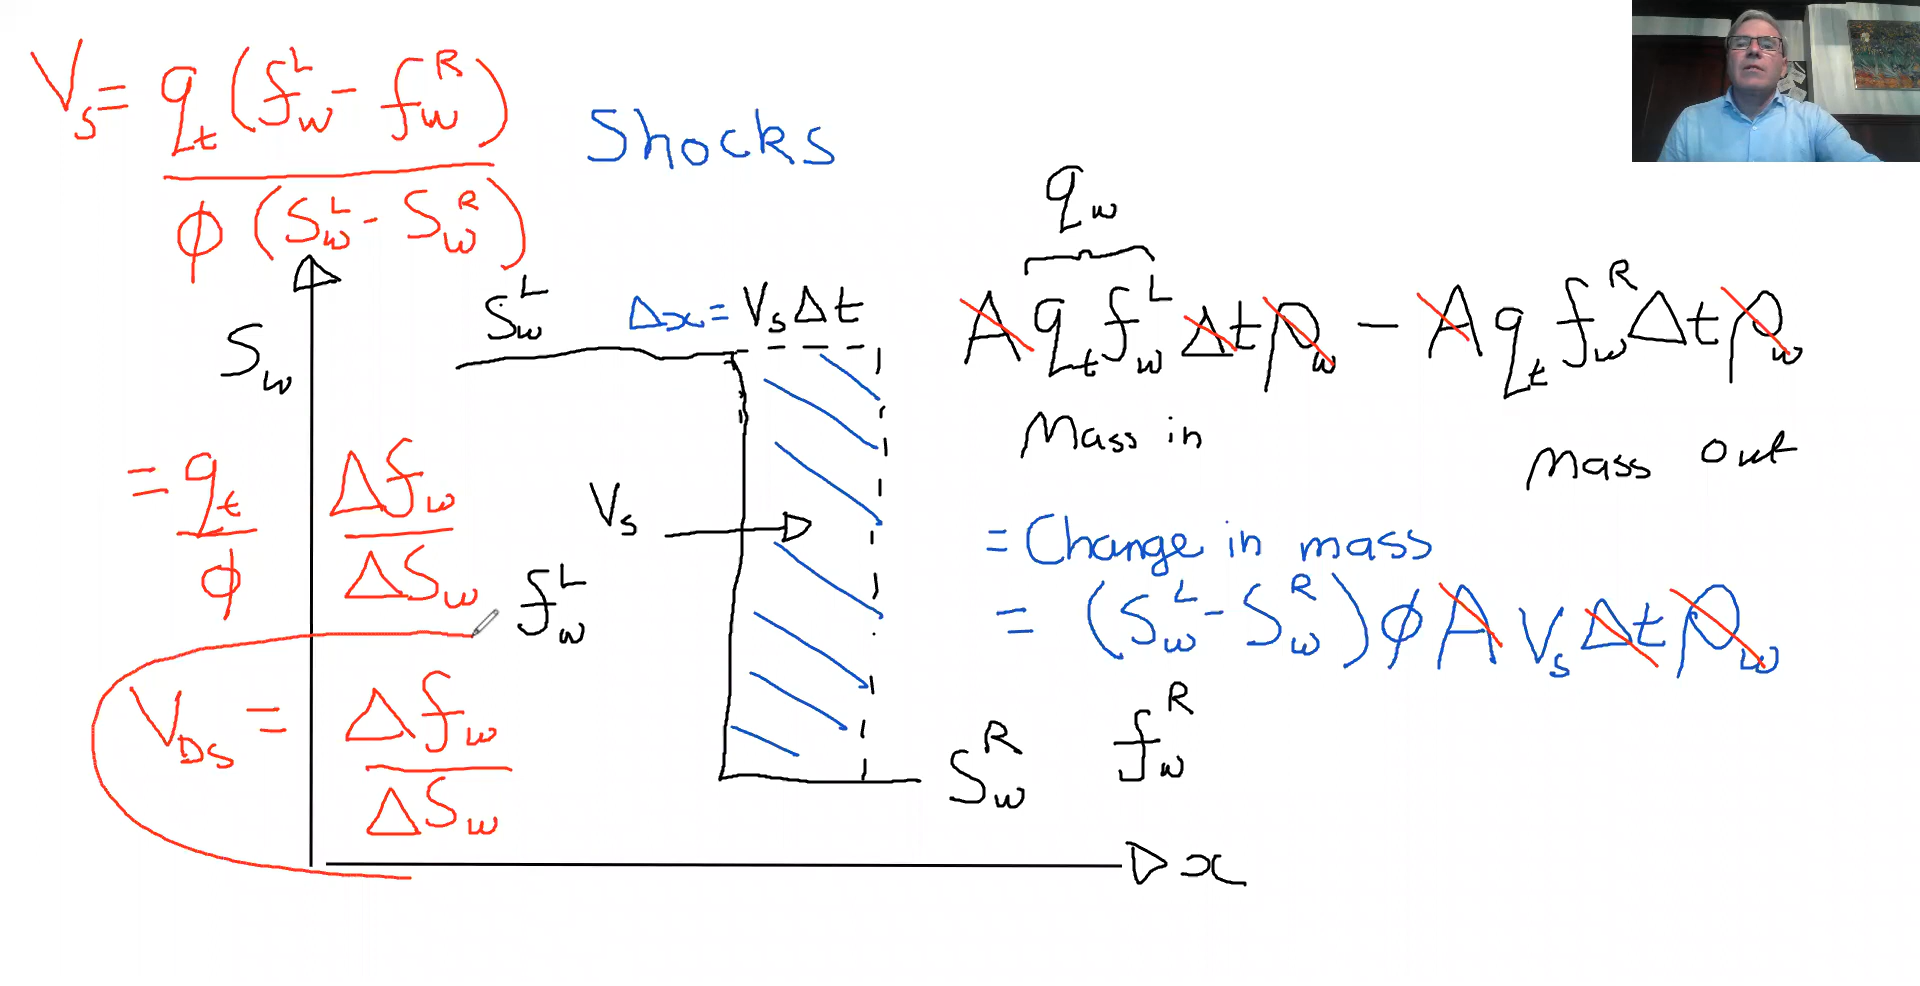 Shocks
V_s = q_t (f_w^L - f_w^R) / ϕ (S_w^L - S_w^R)
= q_t / ϕ Δf_w / ΔS_w
V_DS = Δf_w / ΔS_w
S_w
S_w^L
Δx = V_s Δt
V_s
f_w^L
S_w^R
f_w^R
x
q_w
A q_t f_w^L Δt ρ_w - A q_t f_w^R Δt ρ_w
Mass in
Mass out
= Change in mass
= (S_w^L - S_w^R) ϕ A V_s Δt ρ_w